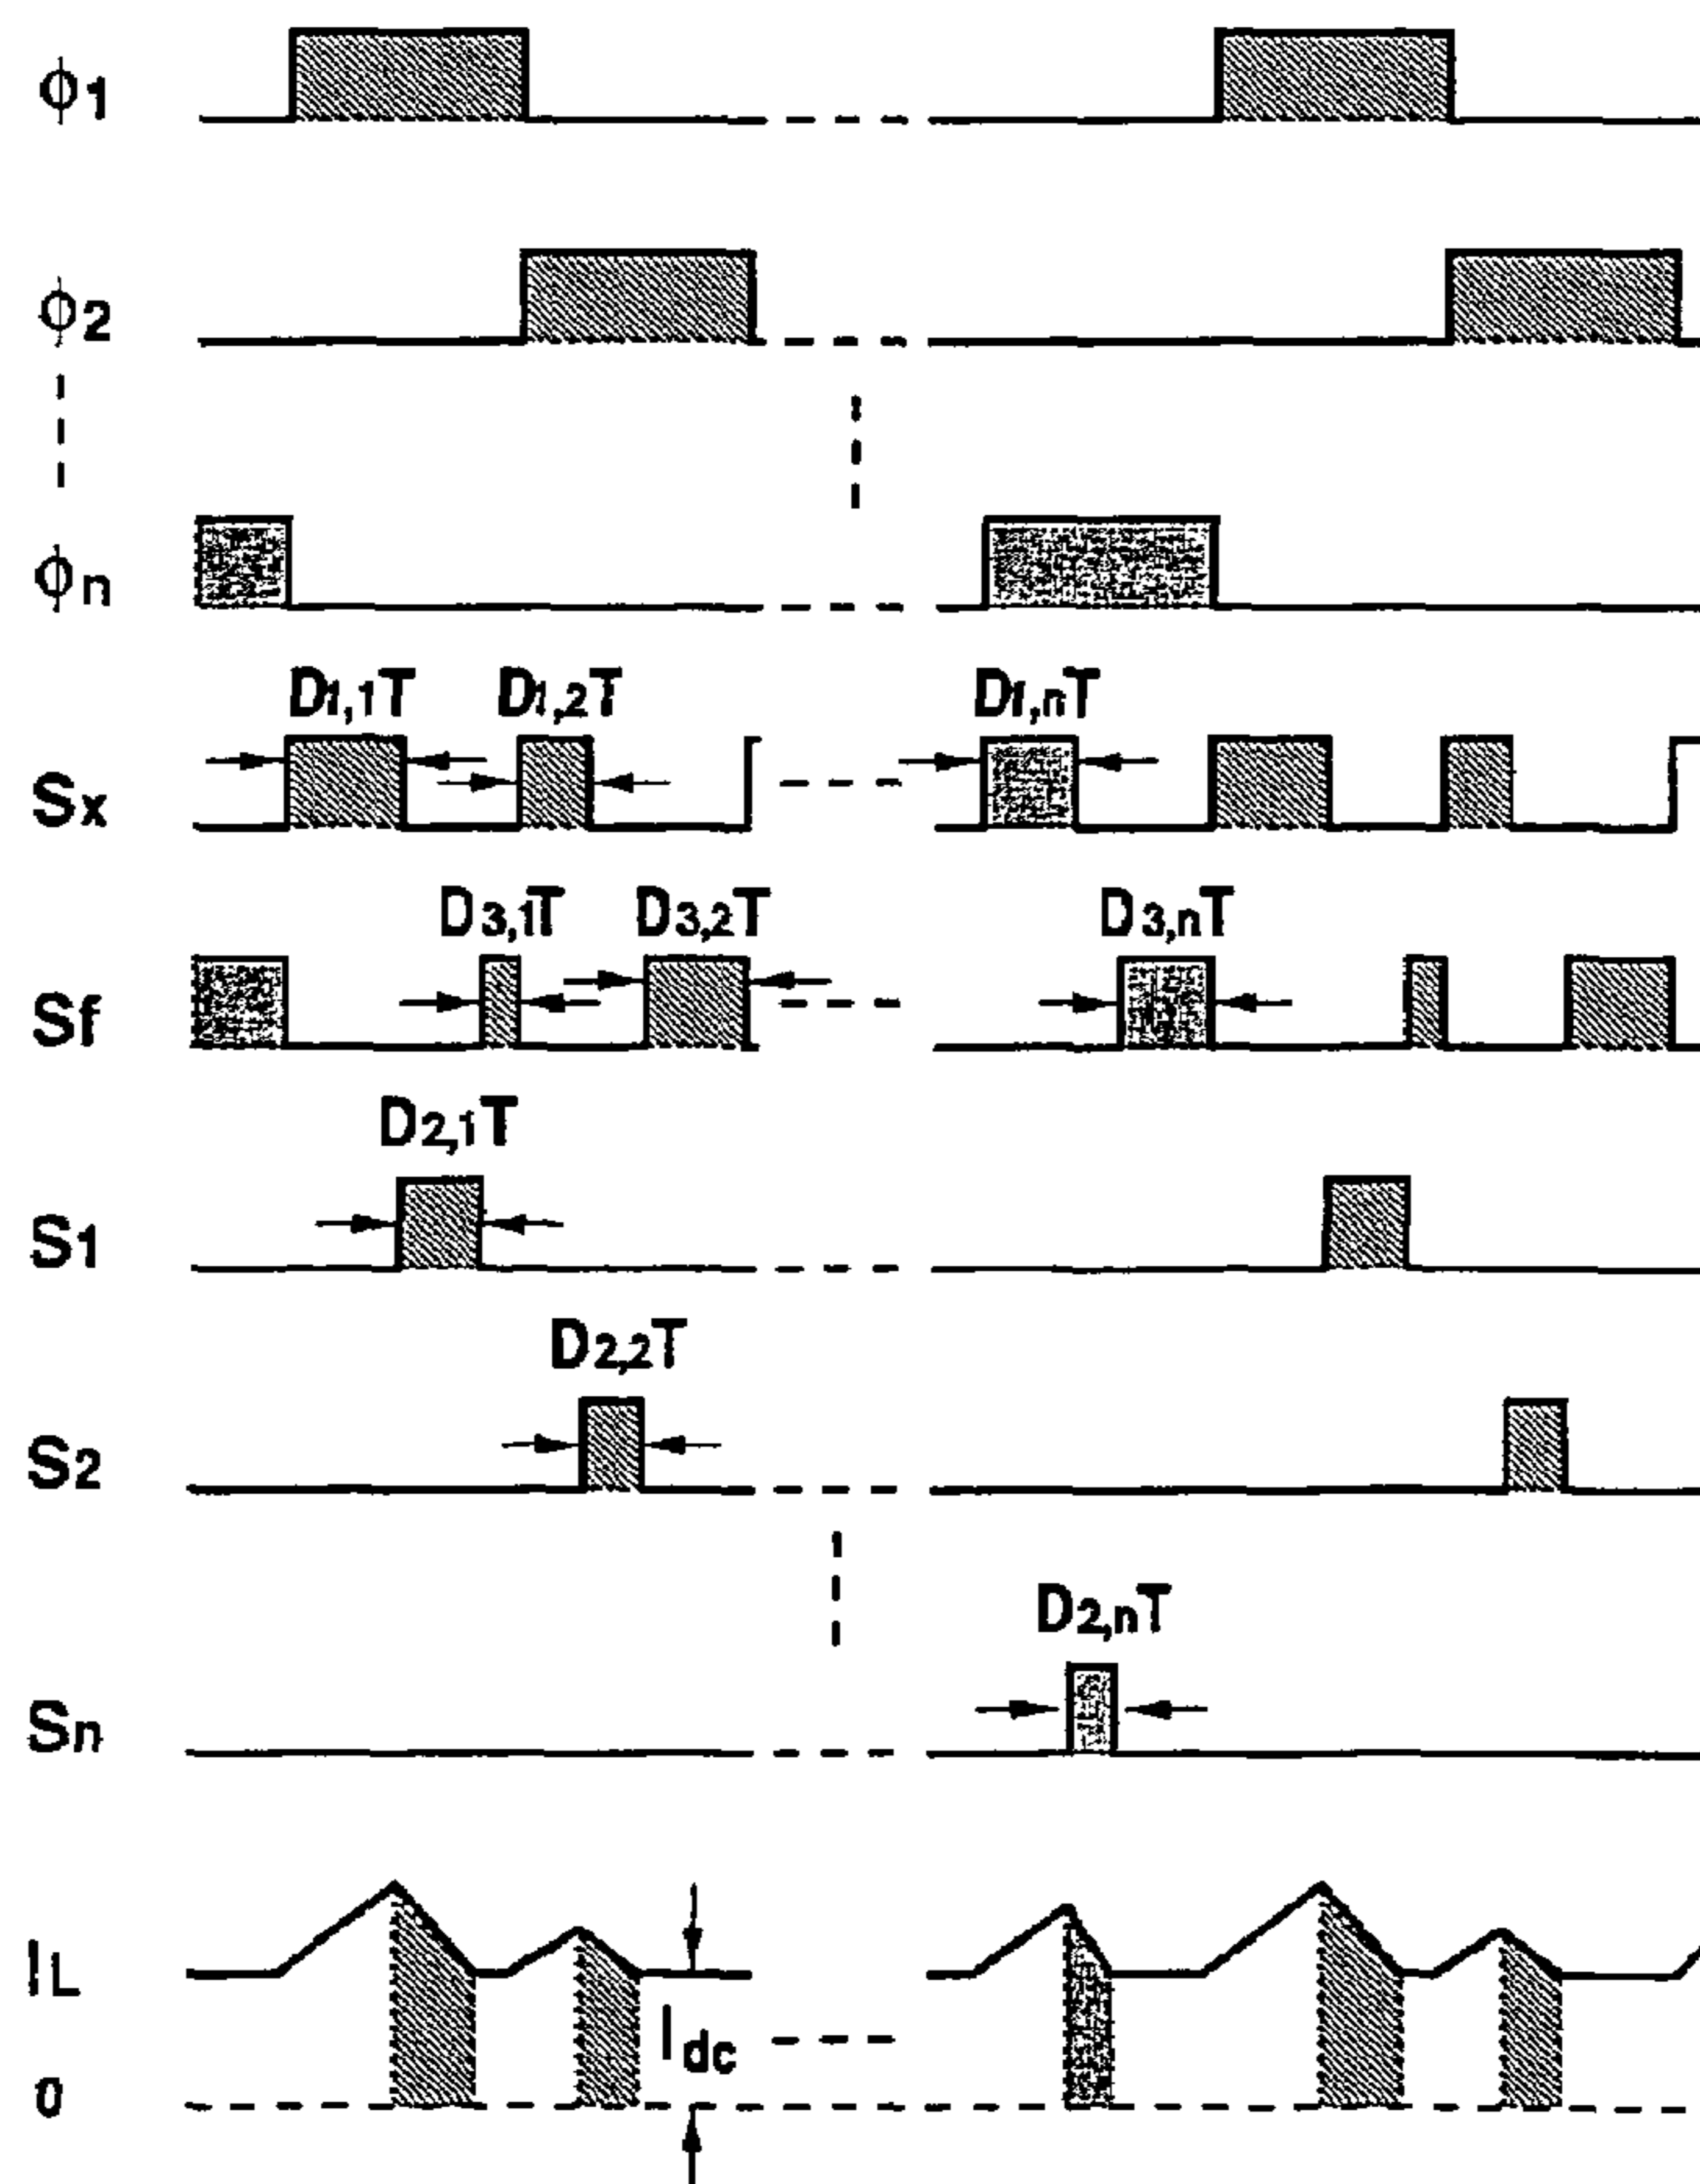 ϕ1
ϕ2
ϕn
D1,1T D1,2T D1,nT
Sx
D3,1T D3,2T D3,nT
Sf
D2,1T
S1
D2,2T
S2
D2,nT
Sn
IL
Idc
0